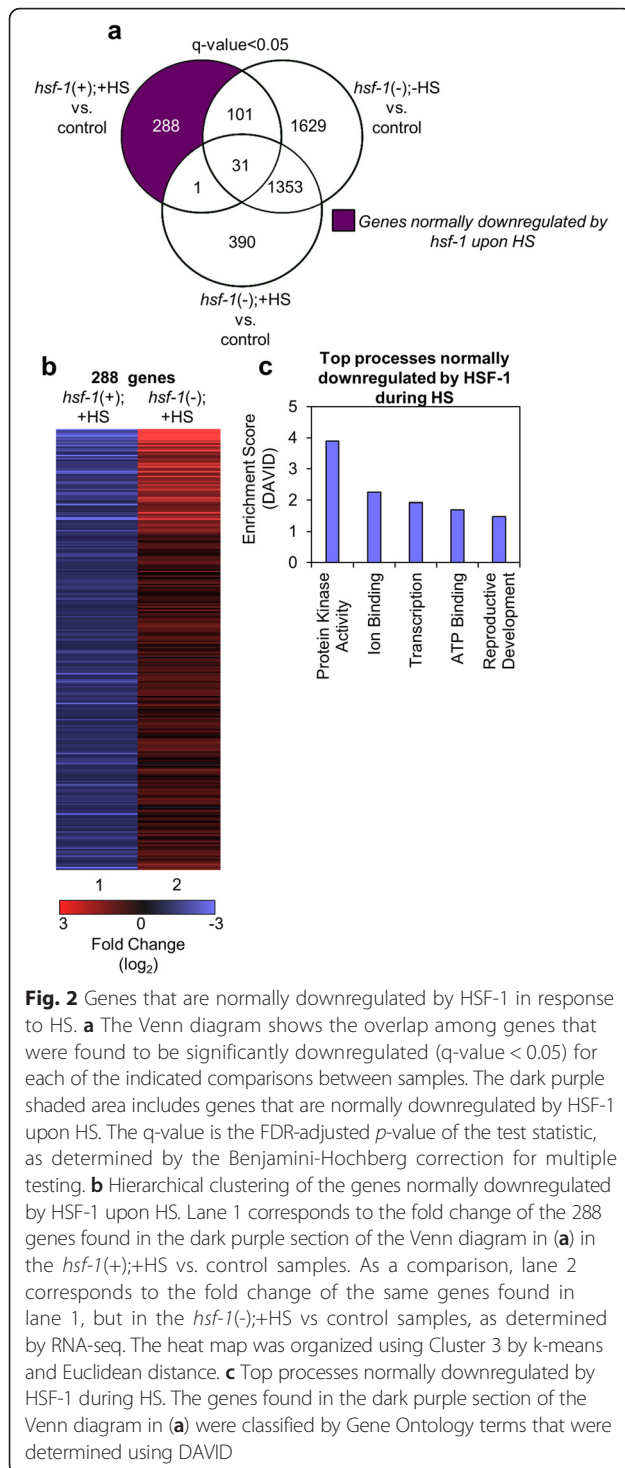 a
q-value<0.05
hsf-1(+);+HS
vs.
control
hsf-1(-);-HS
vs.
control
288
101
1629
31
1
1353
390
Genes normally downregulated by
hsf-1 upon HS
hsf-1(-);+HS
vs.
control
b
288 genes
hsf-1(+);
+HS
hsf-1(-);
+HS
1
2
3
0
-3
Fold Change
(log2)
c
Top processes normally
downregulated by HSF-1
during HS
Enrichment Score
(DAVID)
5
4
3
2
1
0
Protein Kinase
Activity
Ion Binding
Transcription
ATP Binding
Reproductive
Development
Fig. 2 Genes that are normally downregulated by HSF-1 in response
to HS. a The Venn diagram shows the overlap among genes that
were found to be significantly downregulated (q-value < 0.05) for
each of the indicated comparisons between samples. The dark purple
shaded area includes genes that are normally downregulated by HSF-1
upon HS. The q-value is the FDR-adjusted p-value of the test statistic,
as determined by the Benjamini-Hochberg correction for multiple
testing. b Hierarchical clustering of the genes normally downregulated
by HSF-1 upon HS. Lane 1 corresponds to the fold change of the 288
genes found in the dark purple section of the Venn diagram in (a) in
the hsf-1(+);+HS vs. control samples. As a comparison, lane 2
corresponds to the fold change of the same genes found in
lane 1, but in the hsf-1(-);+HS vs control samples, as determined
by RNA-seq. The heat map was organized using Cluster 3 by k-means
and Euclidean distance. c Top processes normally downregulated by
HSF-1 during HS. The genes found in the dark purple section of the
Venn diagram in (a) were classified by Gene Ontology terms that were
determined using DAVID